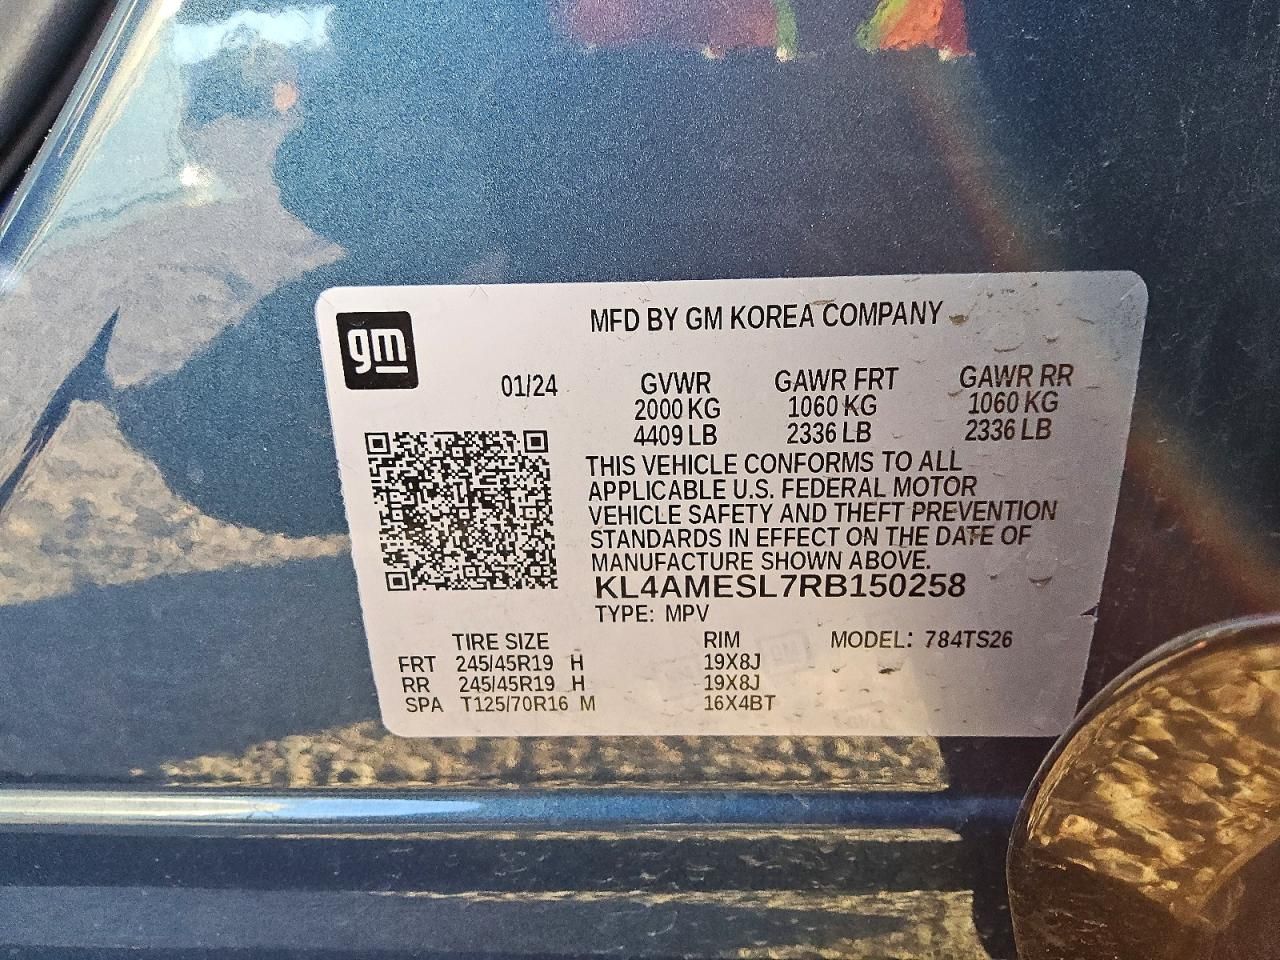 gm
MFD BY GM KOREA COMPANY
01/24 GVWR GAWR FRT GAWR RR
2000 KG 1060 KG 1060 KG
4409 LB 2336 LB 2336 LB
THIS VEHICLE CONFORMS TO ALL
APPLICABLE U.S. FEDERAL MOTOR
VEHICLE SAFETY AND THEFT PREVENTION
STANDARDS IN EFFECT ON THE DATE OF
MANUFACTURE SHOWN ABOVE.
KL4AMESL7RB150258
TYPE: MPV
TIRE SIZE RIM MODEL: 784TS26
FRT 245/45R19 H 19X8J
RR 245/45R19 H 19X8J
SPA T125/70R16 M 16X4BT